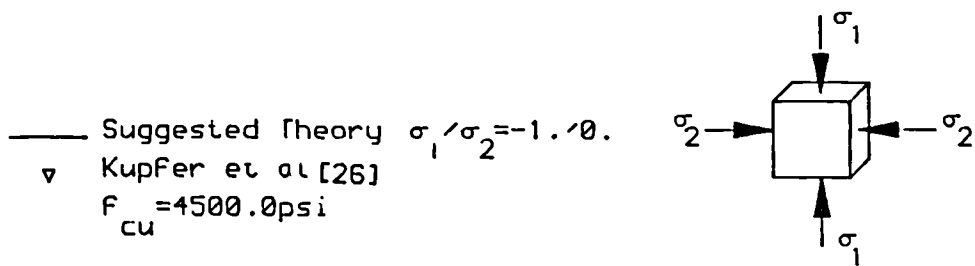 σ1
Suggested Theory σ1/σ2=-1./0.
σ2
σ2
▿ Kupfer et al [26]
fcu=4500.0psi
σ1